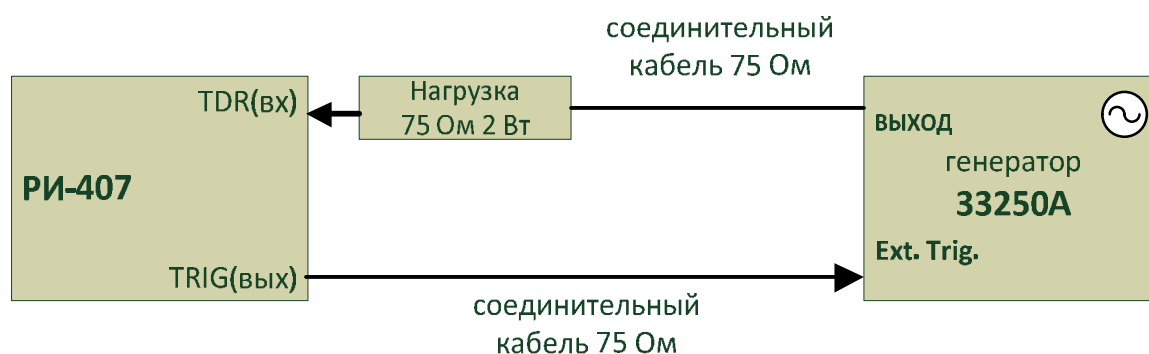 соединительный
кабель 75 Ом
TDR(вх)
Нагрузка
75 Ом 2 Вт
РИ-407
TRIG(вых)
выход
генератор
33250А
Ext. Trig.
соединительный
кабель 75 Ом